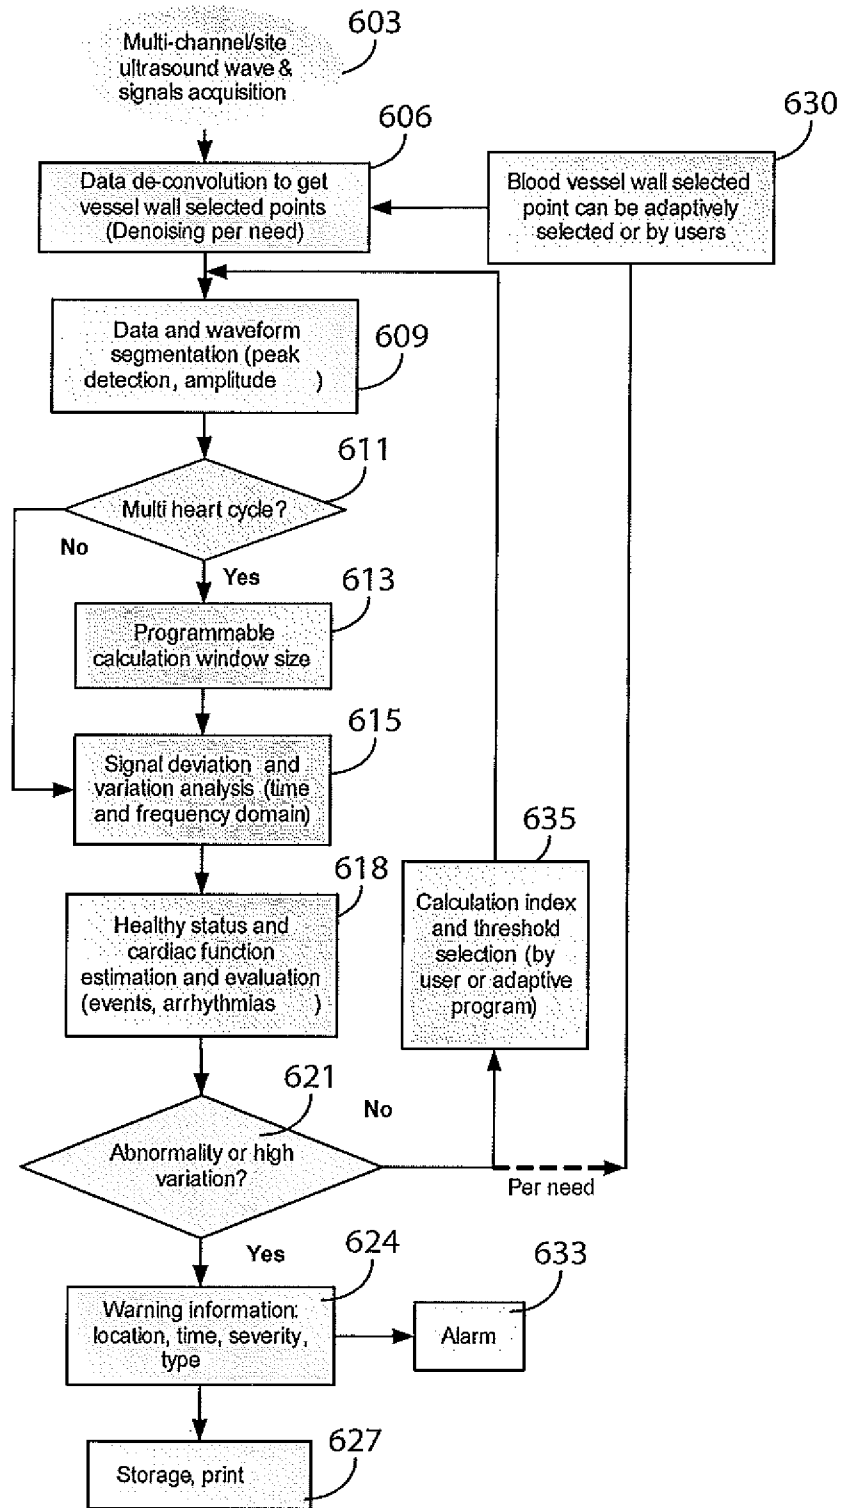 603
Multi-channel/site
ultrasound wave &
signals acquisition
606
630
Data de-convolution to get
vessel wall selected points
(Denoising per need)
Blood vessel wall selected
point can be adaptively
selected or by users
Data and waveform
segmentation (peak
detection, amplitude )
609
611
Multi heart cycle?
No
Yes
613
Programmable
calculation window size
615
Signal deviation and
variation analysis (time
and frequency domain)
635
618
Healthy status and
cardiac function
estimation and evaluation
(events, arrhythmias )
Calculation index
and threshold
selection (by
user or adaptive
program)
621
No
Abnormality or high
variation?
Per need
Yes
624
633
Warning information:
location, time, severity,
type
Alarm
627
Storage, print